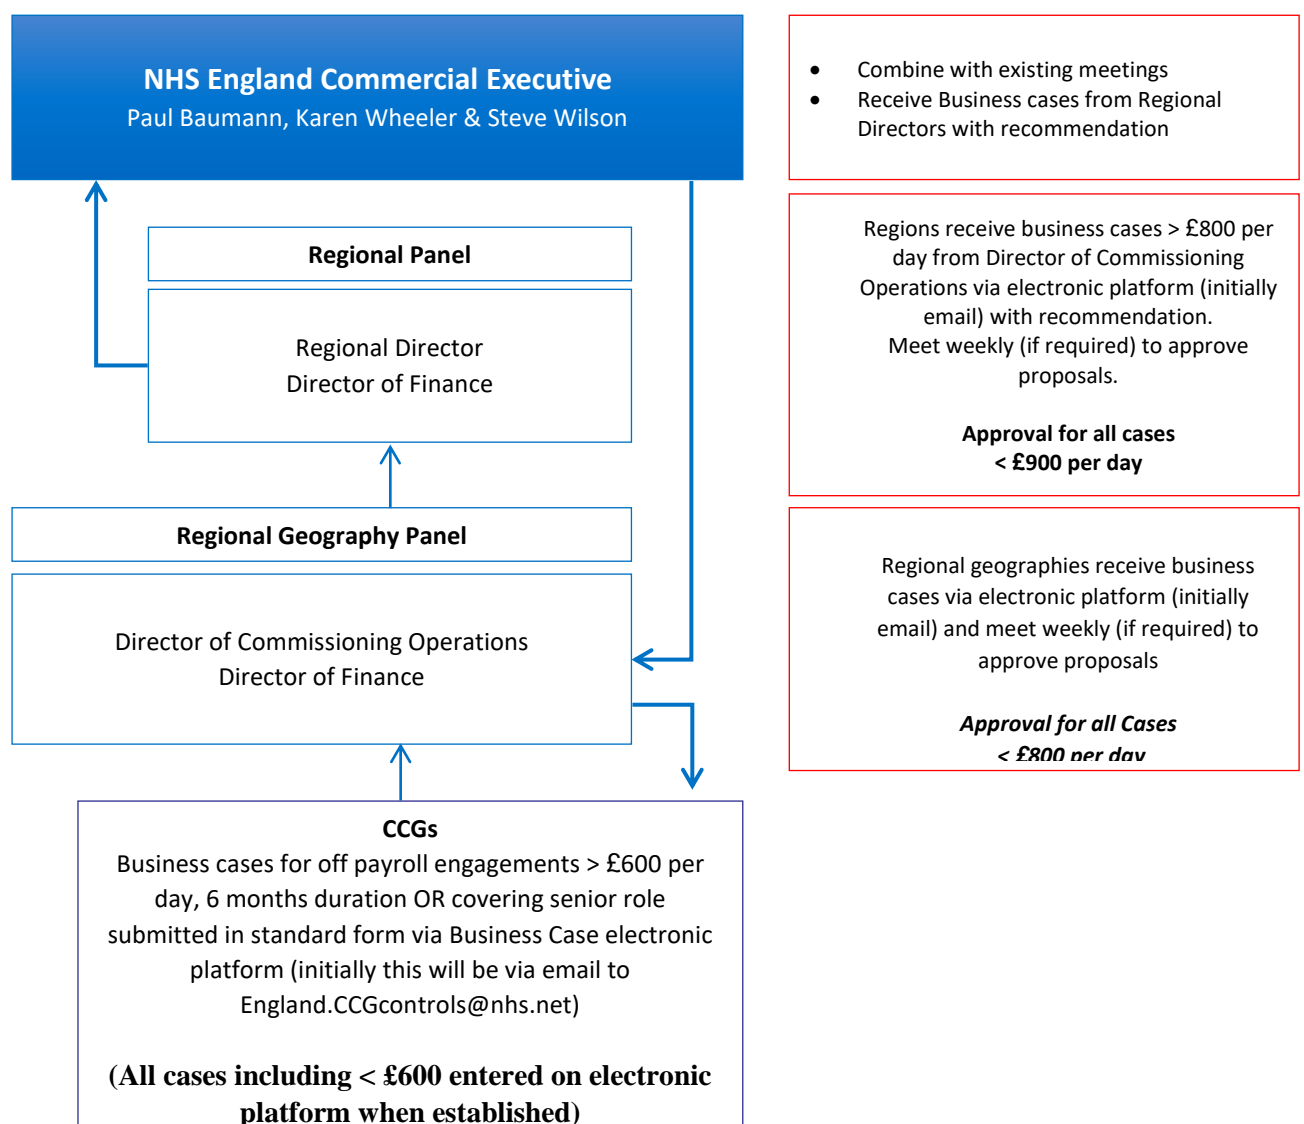 NHS England Commercial Executive
Paul Baumann, Karen Wheeler & Steve Wilson
• Combine with existing meetings
• Receive Business cases from Regional
Directors with recommendation
Regional Panel
Regional Director
Director of Finance
Regions receive business cases > £800 per
day from Director of Commissioning
Operations via electronic platform (initially
email) with recommendation.
Meet weekly (if required) to approve
proposals.
Approval for all cases
< £900 per day
Regional Geography Panel
Director of Commissioning Operations
Director of Finance
Regional geographies receive business
cases via electronic platform (initially
email) and meet weekly (if required) to
approve proposals
Approval for all Cases
< £800 per day
CCGs
Business cases for off payroll engagements > £600 per
day, 6 months duration OR covering senior role
submitted in standard form via Business Case electronic
platform (initially this will be via email to
England.CCGcontrols@nhs.net)
(All cases including < £600 entered on electronic
platform when established)